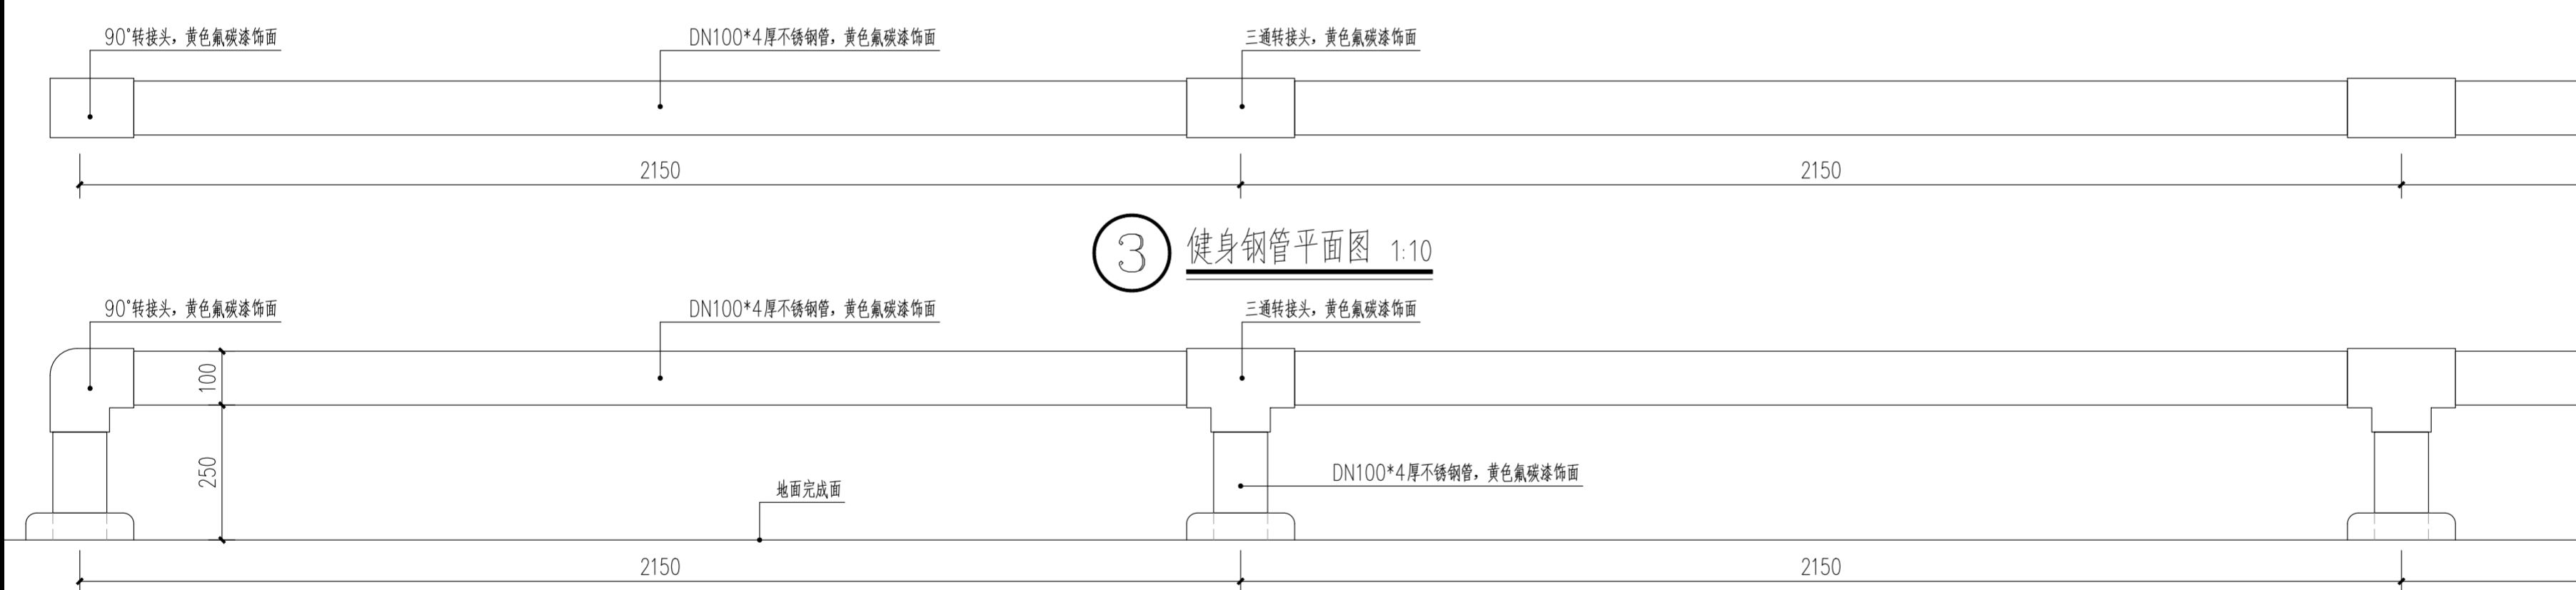 90°转接头，黄色氟碳漆饰面
DN100*4厚不锈钢管，黄色氟碳漆饰面
三通转接头，黄色氟碳漆饰面
2150
2150
3
健身钢管平面图 1:10
90°转接头，黄色氟碳漆饰面
DN100*4厚不锈钢管，黄色氟碳漆饰面
三通转接头，黄色氟碳漆饰面
100
250
地面完成面
DN100*4厚不锈钢管，黄色氟碳漆饰面
2150
2150